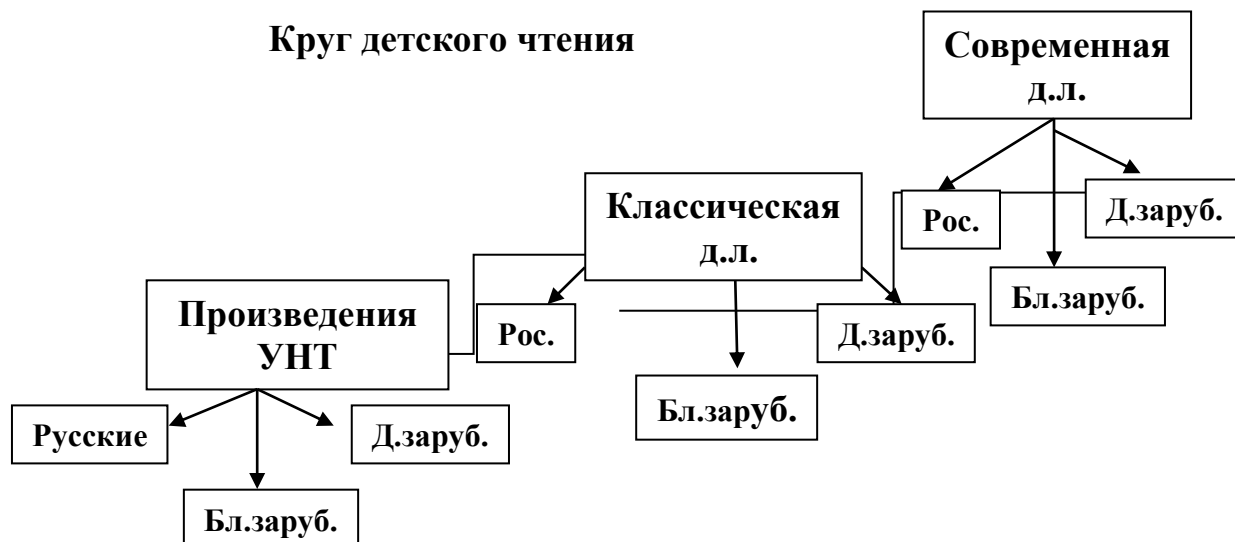 Круг детского чтения
Современная
д.л.
Рос.
Д.заруб.
Бл.заруб.
Классическая
д.л.
Рос.
Д.заруб.
Бл.заруб.
Произведения
УНТ
Русские
Д.заруб.
Бл.заруб.